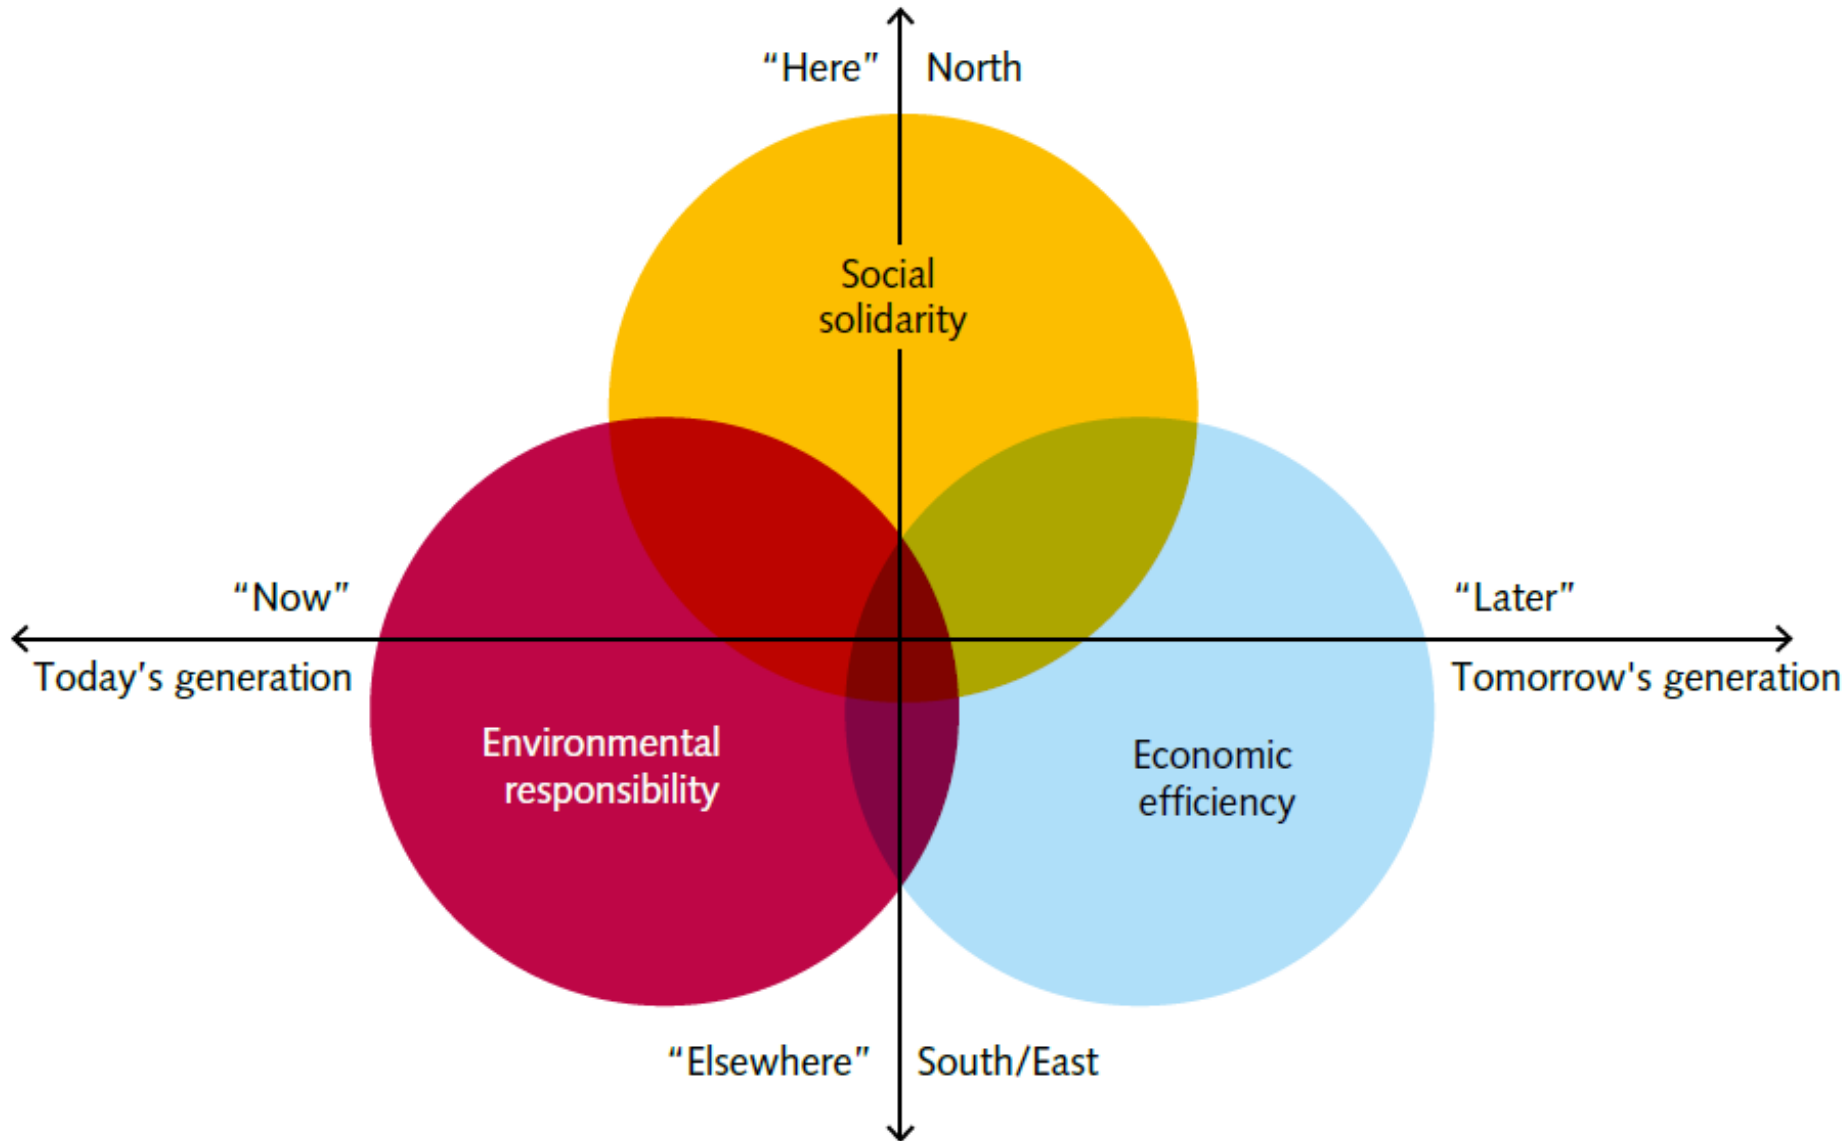 “Here” North
Social
solidarity
“Now”
“Later”
Today's generation
Tomorrow's generation
Environmental
responsibility
Economic
efficiency
“Elsewhere” South/East